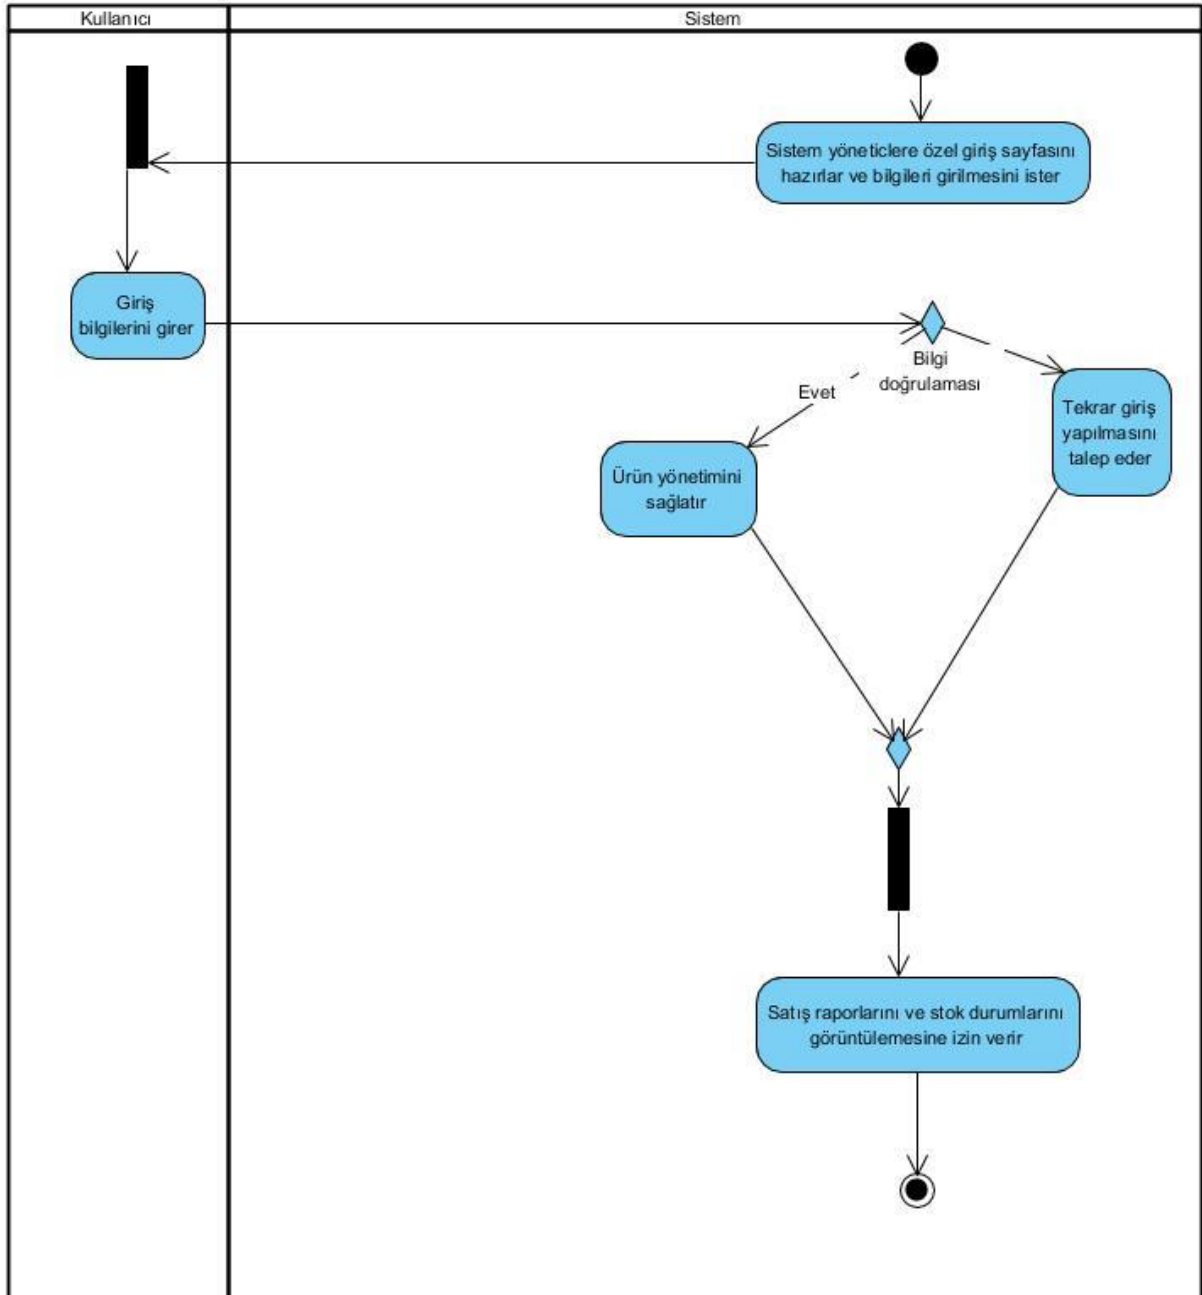 Kullanıcı
Sistem
Sistem yöneticlere özel giriş sayfasını
hazırlar ve bilgileri girilmesini ister
Giriş
bilgilerini girer
Bilgi
doğrulaması
Evet
Tekrar giriş
yapılmasını
talep eder
Ürün yönetimini
sağlatır
Satış raporlarını ve stok durumlarını
görüntülemesine izin verir